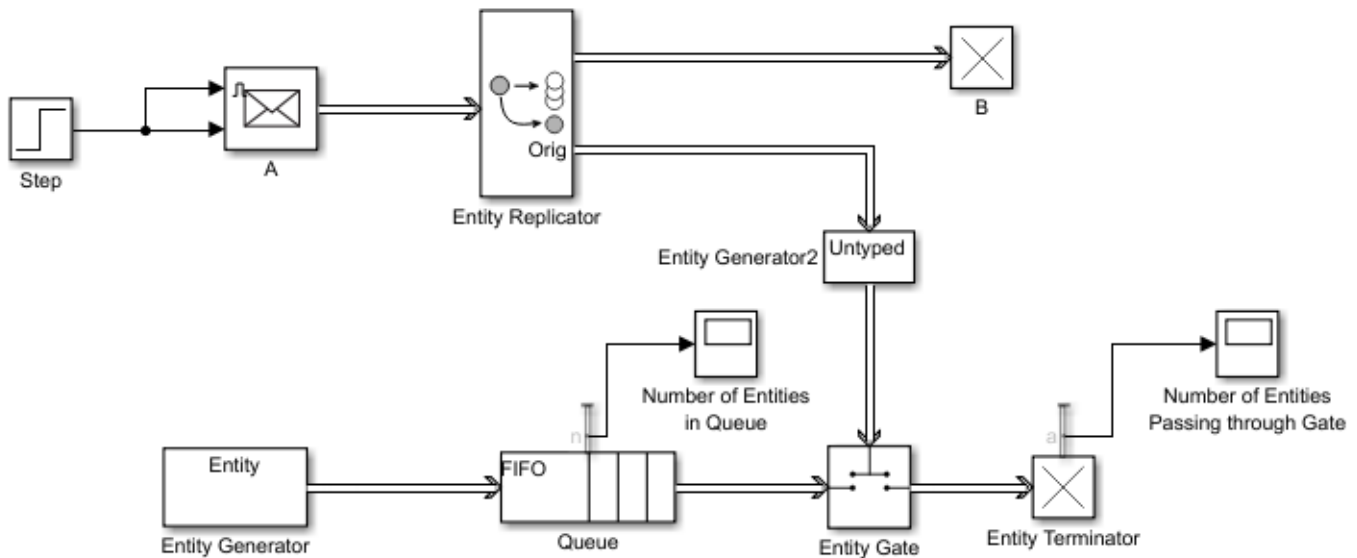 Step
A
Orig
Entity Replicator
B
Entity Generator2
Untyped
Number of Entities
in Queue
Number of Entities
Passing through Gate
n
a
Entity
Entity Generator
FIFO
Queue
Entity Gate
Entity Terminator